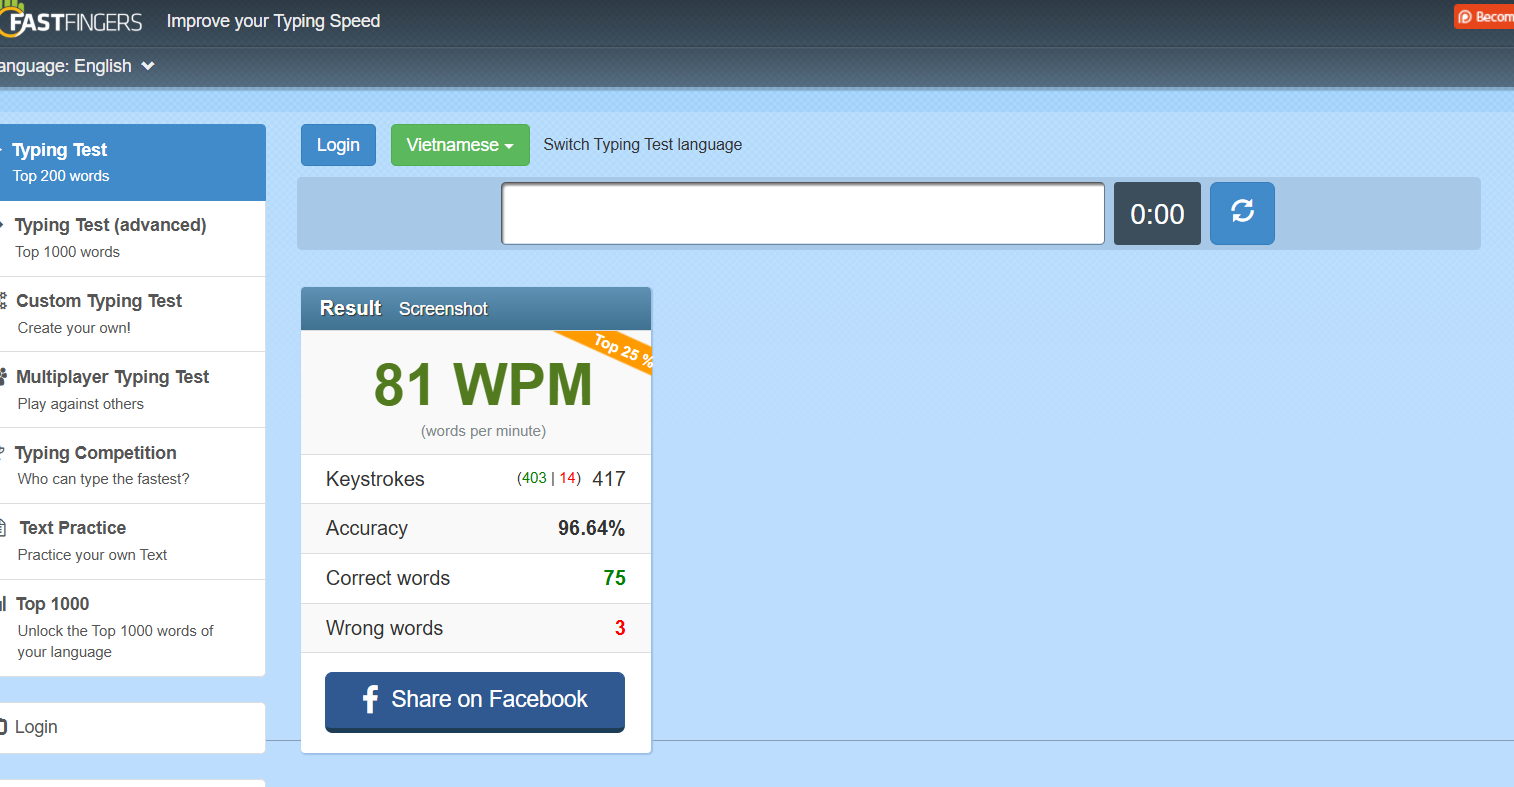 FASTFINGERS Improve your Typing Speed
Becom
anguage: English
Typing Test
Top 200 words
Typing Test (advanced)
Top 1000 words
Custom Typing Test
Create your own!
Multiplayer Typing Test
Play against others
Typing Competition
Who can type the fastest?
Text Practice
Practice your own Text
Top 1000
Unlock the Top 1000 words of
your language
Login
Login Vietnamese Switch Typing Test language
0:00
Result Screenshot
Top 25 %
81 WPM
(words per minute)
Keystrokes (403 | 14) 417
Accuracy 96.64%
Correct words 75
Wrong words 3
Share on Facebook